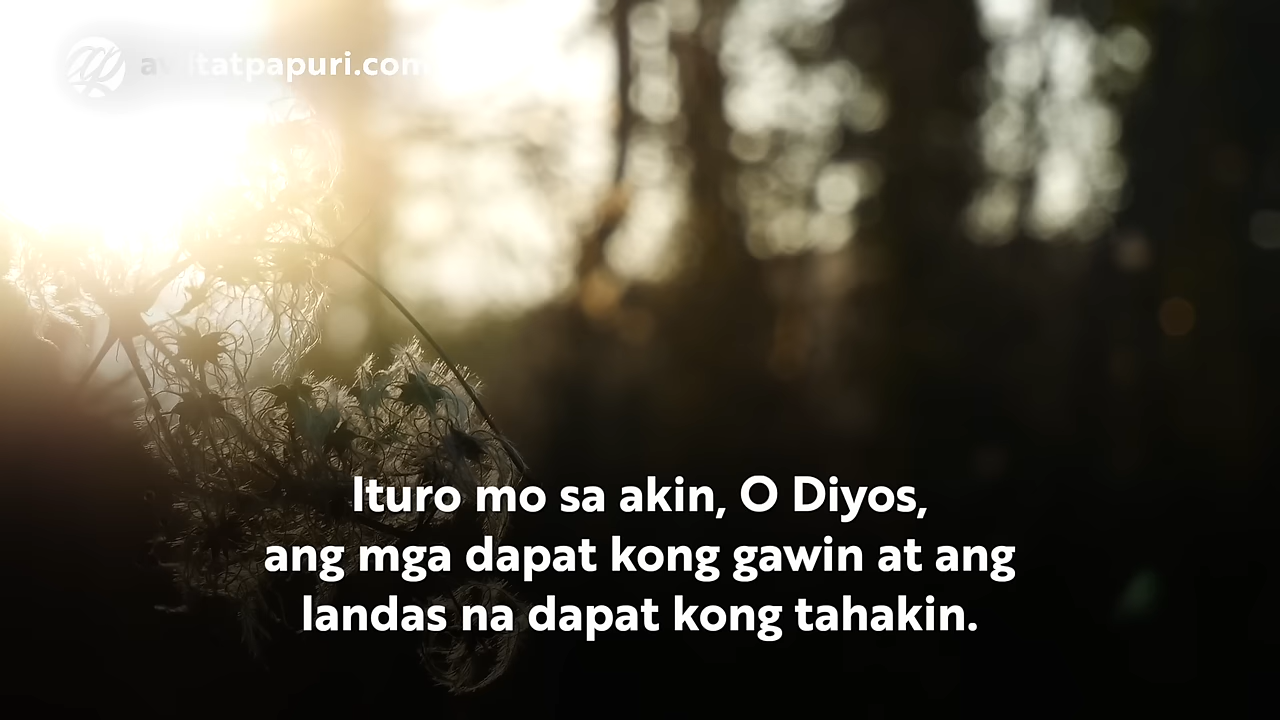 awitatpapuri.com
Ituro mo sa akin, O Diyos,
ang mga dapat kong gawin at ang
landas na dapat kong tahakin.